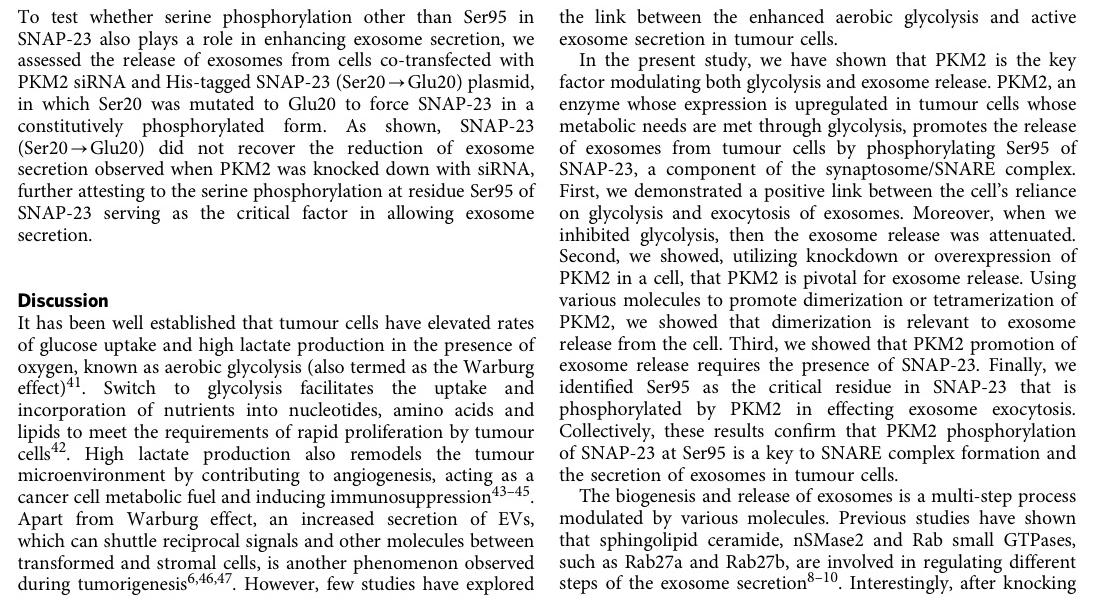 To test whether serine phosphorylation other than Ser95 in
SNAP-23 also plays a role in enhancing exosome secretion, we
assessed the release of exosomes from cells co-transfected with
PKM2 siRNA and His-tagged SNAP-23 (Ser20→Glu20) plasmid,
in which Ser20 was mutated to Glu20 to force SNAP-23 in a
constitutively phosphorylated form. As shown, SNAP-23
(Ser20→Glu20) did not recover the reduction of exosome
secretion observed when PKM2 was knocked down with siRNA,
further attesting to the serine phosphorylation at residue Ser95 of
SNAP-23 serving as the critical factor in allowing exosome
secretion.
Discussion
It has been well established that tumour cells have elevated rates
of glucose uptake and high lactate production in the presence of
oxygen, known as aerobic glycolysis (also termed as the Warburg
effect)41. Switch to glycolysis facilitates the uptake and
incorporation of nutrients into nucleotides, amino acids and
lipids to meet the requirements of rapid proliferation by tumour
cells42. High lactate production also remodels the tumour
microenvironment by contributing to angiogenesis, acting as a
cancer cell metabolic fuel and inducing immunosuppression43–45.
Apart from Warburg effect, an increased secretion of EVs,
which can shuttle reciprocal signals and other molecules between
transformed and stromal cells, is another phenomenon observed
during tumorigenesis6,46,47. However, few studies have explored
the link between the enhanced aerobic glycolysis and active
exosome secretion in tumour cells.
In the present study, we have shown that PKM2 is the key
factor modulating both glycolysis and exosome release. PKM2, an
enzyme whose expression is upregulated in tumour cells whose
metabolic needs are met through glycolysis, promotes the release
of exosomes from tumour cells by phosphorylating Ser95 of
SNAP-23, a component of the synaptosome/SNARE complex.
First, we demonstrated a positive link between the cell's reliance
on glycolysis and exocytosis of exosomes. Moreover, when we
inhibited glycolysis, then the exosome release was attenuated.
Second, we showed, utilizing knockdown or overexpression of
PKM2 in a cell, that PKM2 is pivotal for exosome release. Using
various molecules to promote dimerization or tetramerization of
PKM2, we showed that dimerization is relevant to exosome
release from the cell. Third, we showed that PKM2 promotion of
exosome release requires the presence of SNAP-23. Finally, we
identified Ser95 as the critical residue in SNAP-23 that is
phosphorylated by PKM2 in effecting exosome exocytosis.
Collectively, these results confirm that PKM2 phosphorylation
of SNAP-23 at Ser95 is a key to SNARE complex formation and
the secretion of exosomes in tumour cells.
The biogenesis and release of exosomes is a multi-step process
modulated by various molecules. Previous studies have shown
that sphingolipid ceramide, nSMase2 and Rab small GTPases,
such as Rab27a and Rab27b, are involved in regulating different
steps of the exosome secretion8–10. Interestingly, after knocking